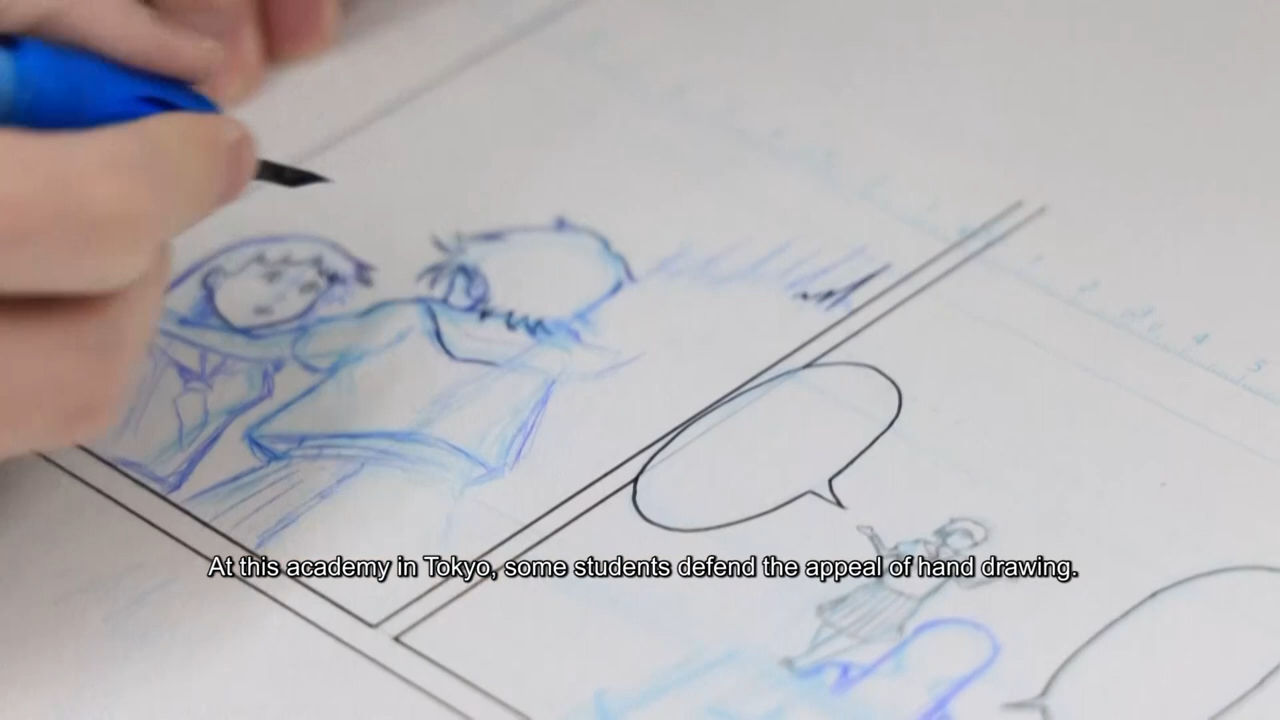 At this academy in Tokyo, some students defend the appeal of hand drawing.